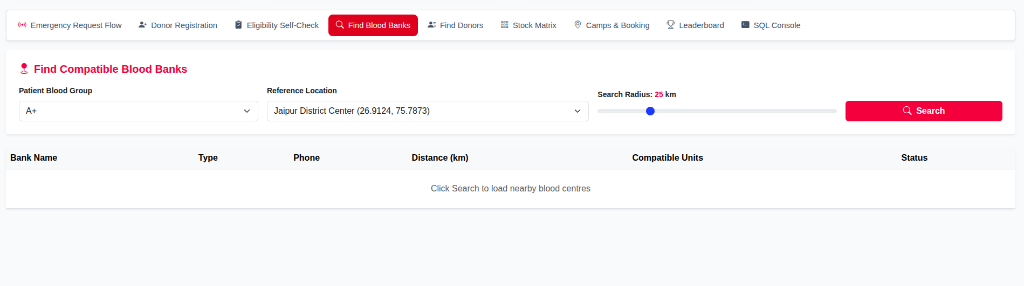 Emergency Request Flow Donor Registration Eligibility Self-Check Find Blood Banks Find Donors Stock Matrix Camps & Booking Leaderboard SQL Console
Find Compatible Blood Banks
Patient Blood Group Reference Location Search Radius: 25 km
A+ Jaipur District Center (26.9124, 75.7873) Search
Bank Name Type Phone Distance (km) Compatible Units Status
Click Search to load nearby blood centres